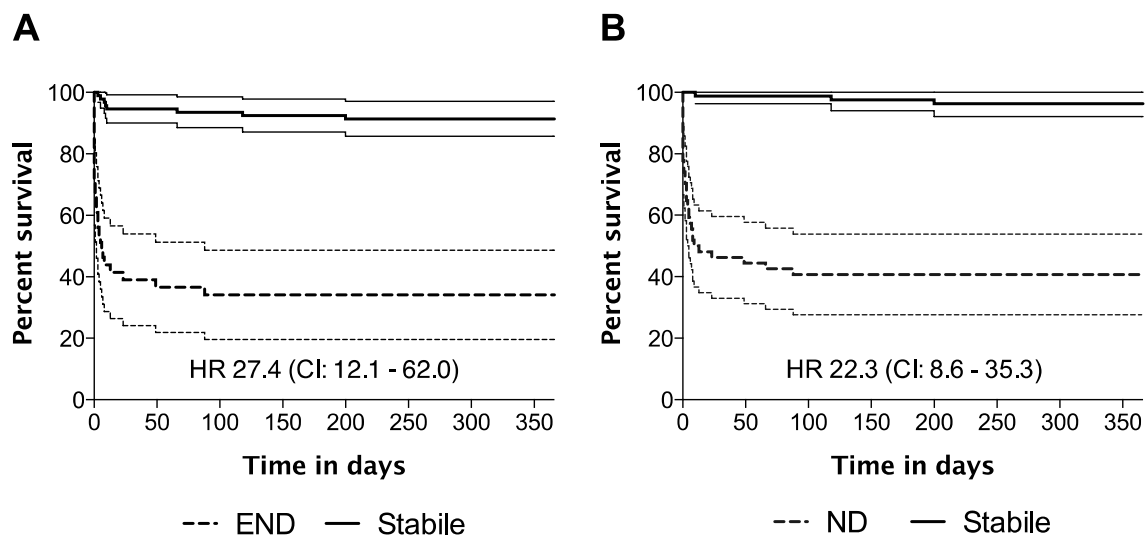 A
Percent survival
100
80
60
40
20
0
HR 27.4 (CI: 12.1 - 62.0)
0 50 100 150 200 250 300 350
Time in days
END Stabile
B
Percent survival
100
80
60
40
20
0
HR 22.3 (CI: 8.6 - 35.3)
0 50 100 150 200 250 300 350
Time in days
ND Stabile